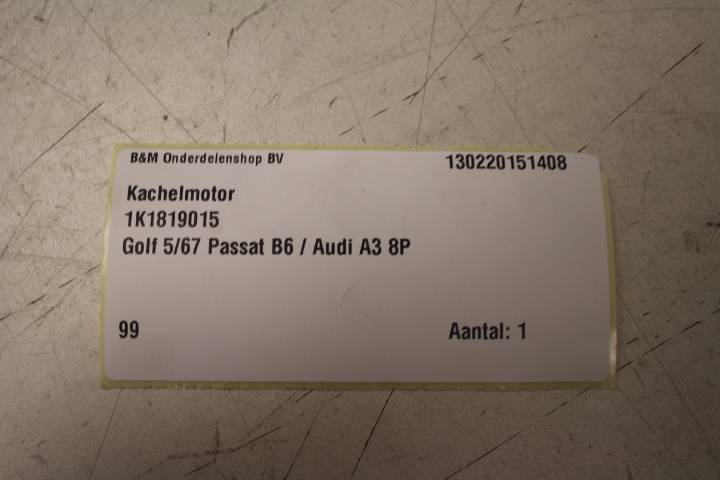 B&M Onderdelenshop BV 130220151408
Kachelmotor
1K1819015
Golf 5/67 Passat B6 / Audi A3 8P
99 Aantal: 1